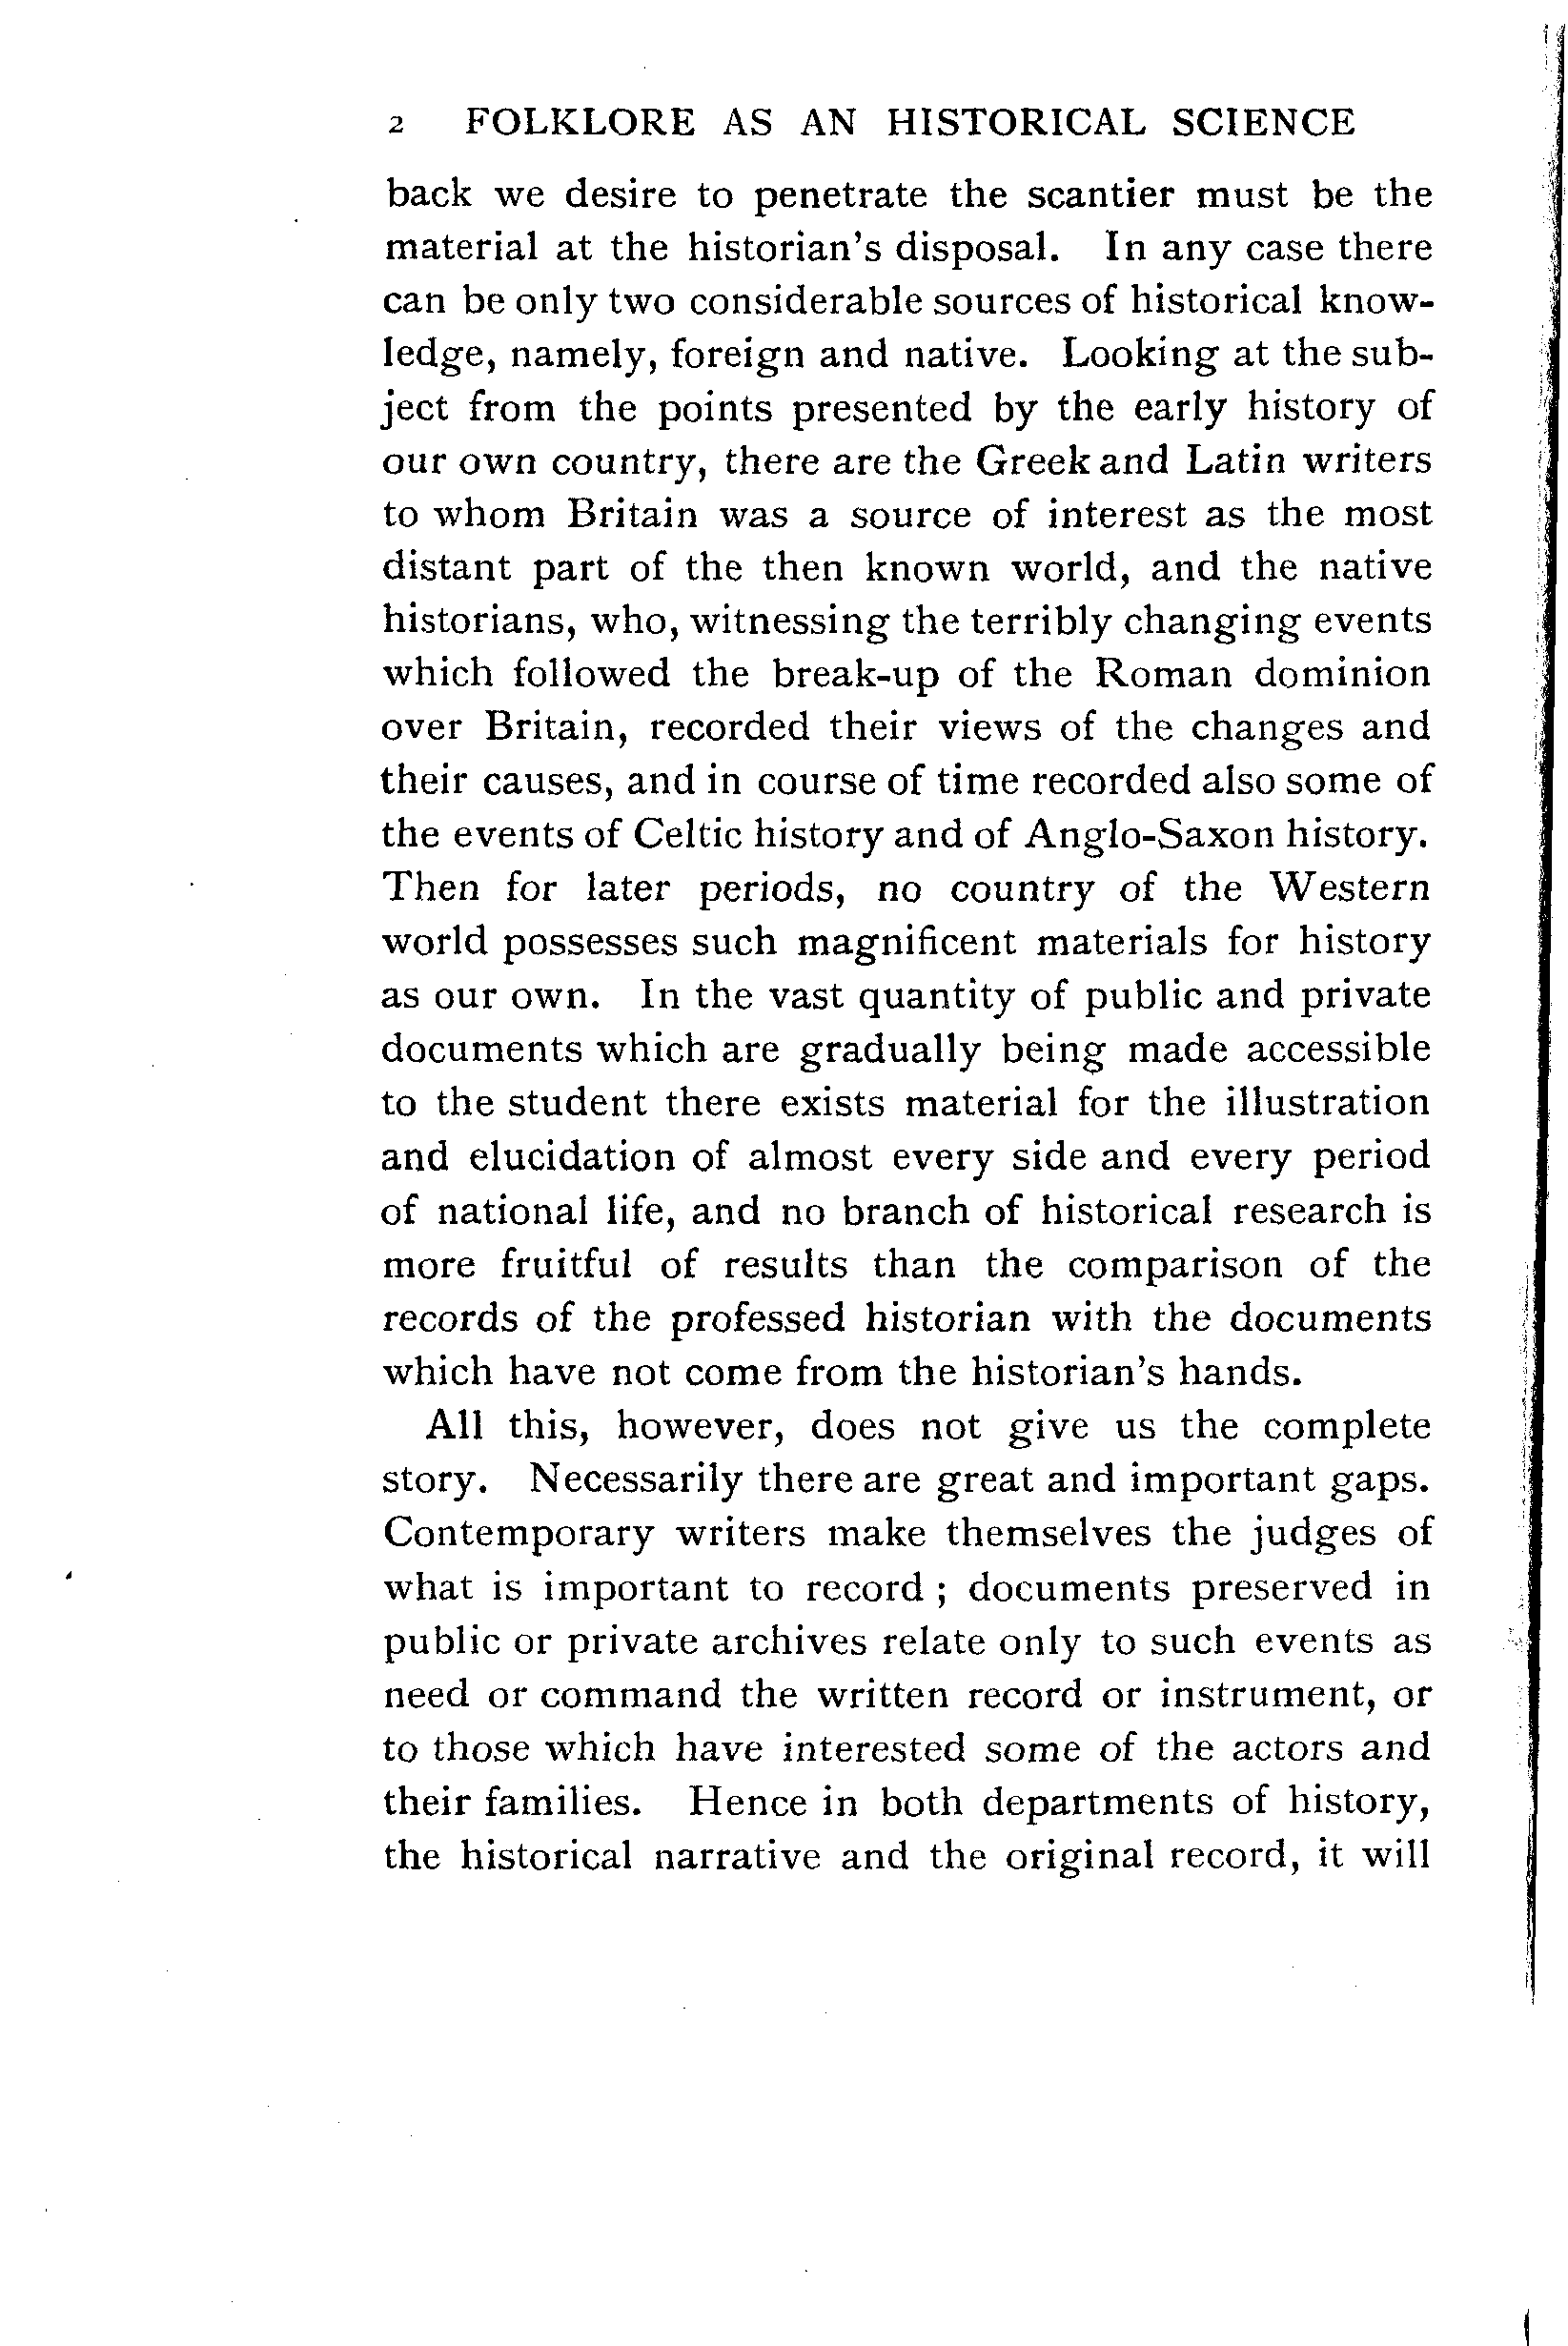 2 FOLKLORE AS AN HISTORICAL SCIENCE
back we desire to penetrate the scantier must be the
material at the historian's disposal. In any case there
can be only two considerable sources of historical know-
ledge, namely, foreign and native. Looking at the sub-
ject from the points presented by the early history of
our own country, there are the Greek and Latin writers
to whom Britain was a source of interest as the most
distant part of the then known world, and the native
historians, who, witnessing the terribly changing events
which followed the break-up of the Roman dominion
over Britain, recorded their views of the changes and
their causes, and in course of time recorded also some of
the events of Celtic history and of Anglo-Saxon history.
Then for later periods, no country of the Western
world possesses such magnificent materials for history
as our own. In the vast quantity of public and private
documents which are gradually being made accessible
to the student there exists material for the illustration
and elucidation of almost every side and every period
of national life, and no branch of historical research is
more fruitful of results than the comparison of the
records of the professed historian with the documents
which have not come from the historian's hands.
All this, however, does not give us the complete
story. Necessarily there are great and important gaps.
Contemporary writers make themselves the judges of
what is important to record ; documents preserved in
public or private archives relate only to such events as
need or command the written record or instrument, or
to those which have interested some of the actors and
their families. Hence in both departments of history,
the historical narrative and the original record, it will